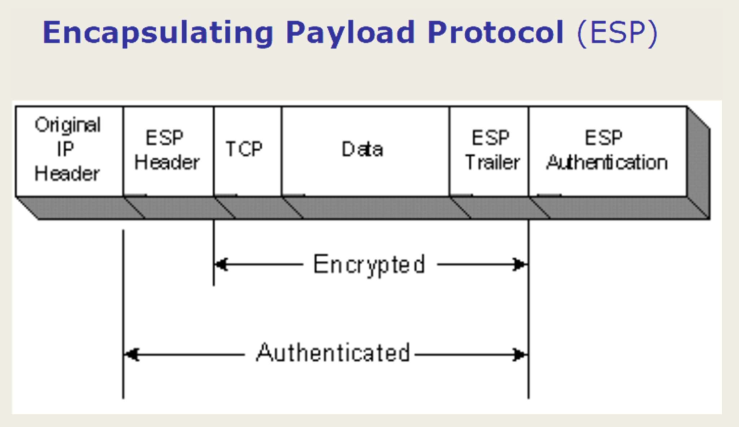 Encapsulating Payload Protocol (ESP)
Original
IP
Header
ESP
Header
TCP
Data
ESP
Trailer
ESP
Authentication
Encrypted
Authenticated